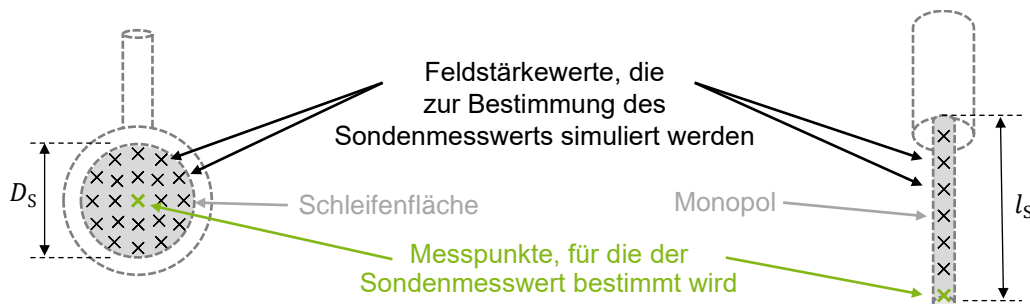 Feldstärkewerte, die
zur Bestimmung des
Sondenmesswerts simuliert werden
D_S
Schleifenfläche
Monopol
l_S
Messpunkte, für die der
Sondenmesswert bestimmt wird